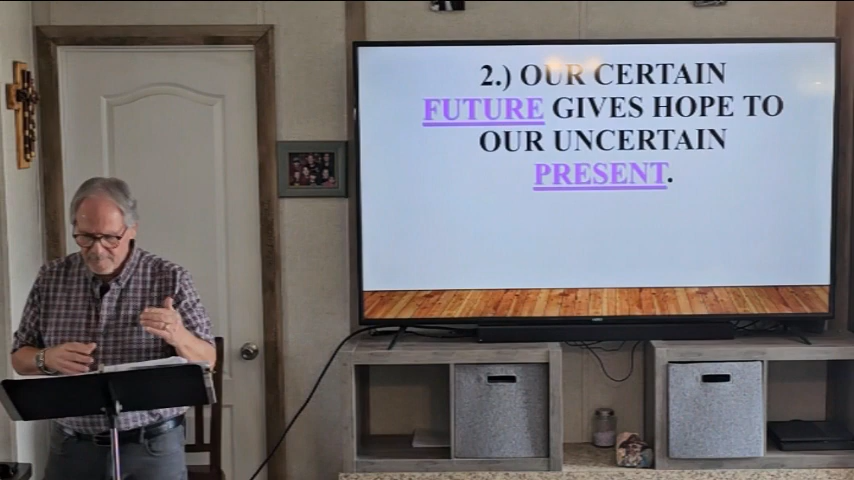 2.) OUR CERTAIN
FUTURE GIVES HOPE TO
OUR UNCERTAIN
PRESENT.